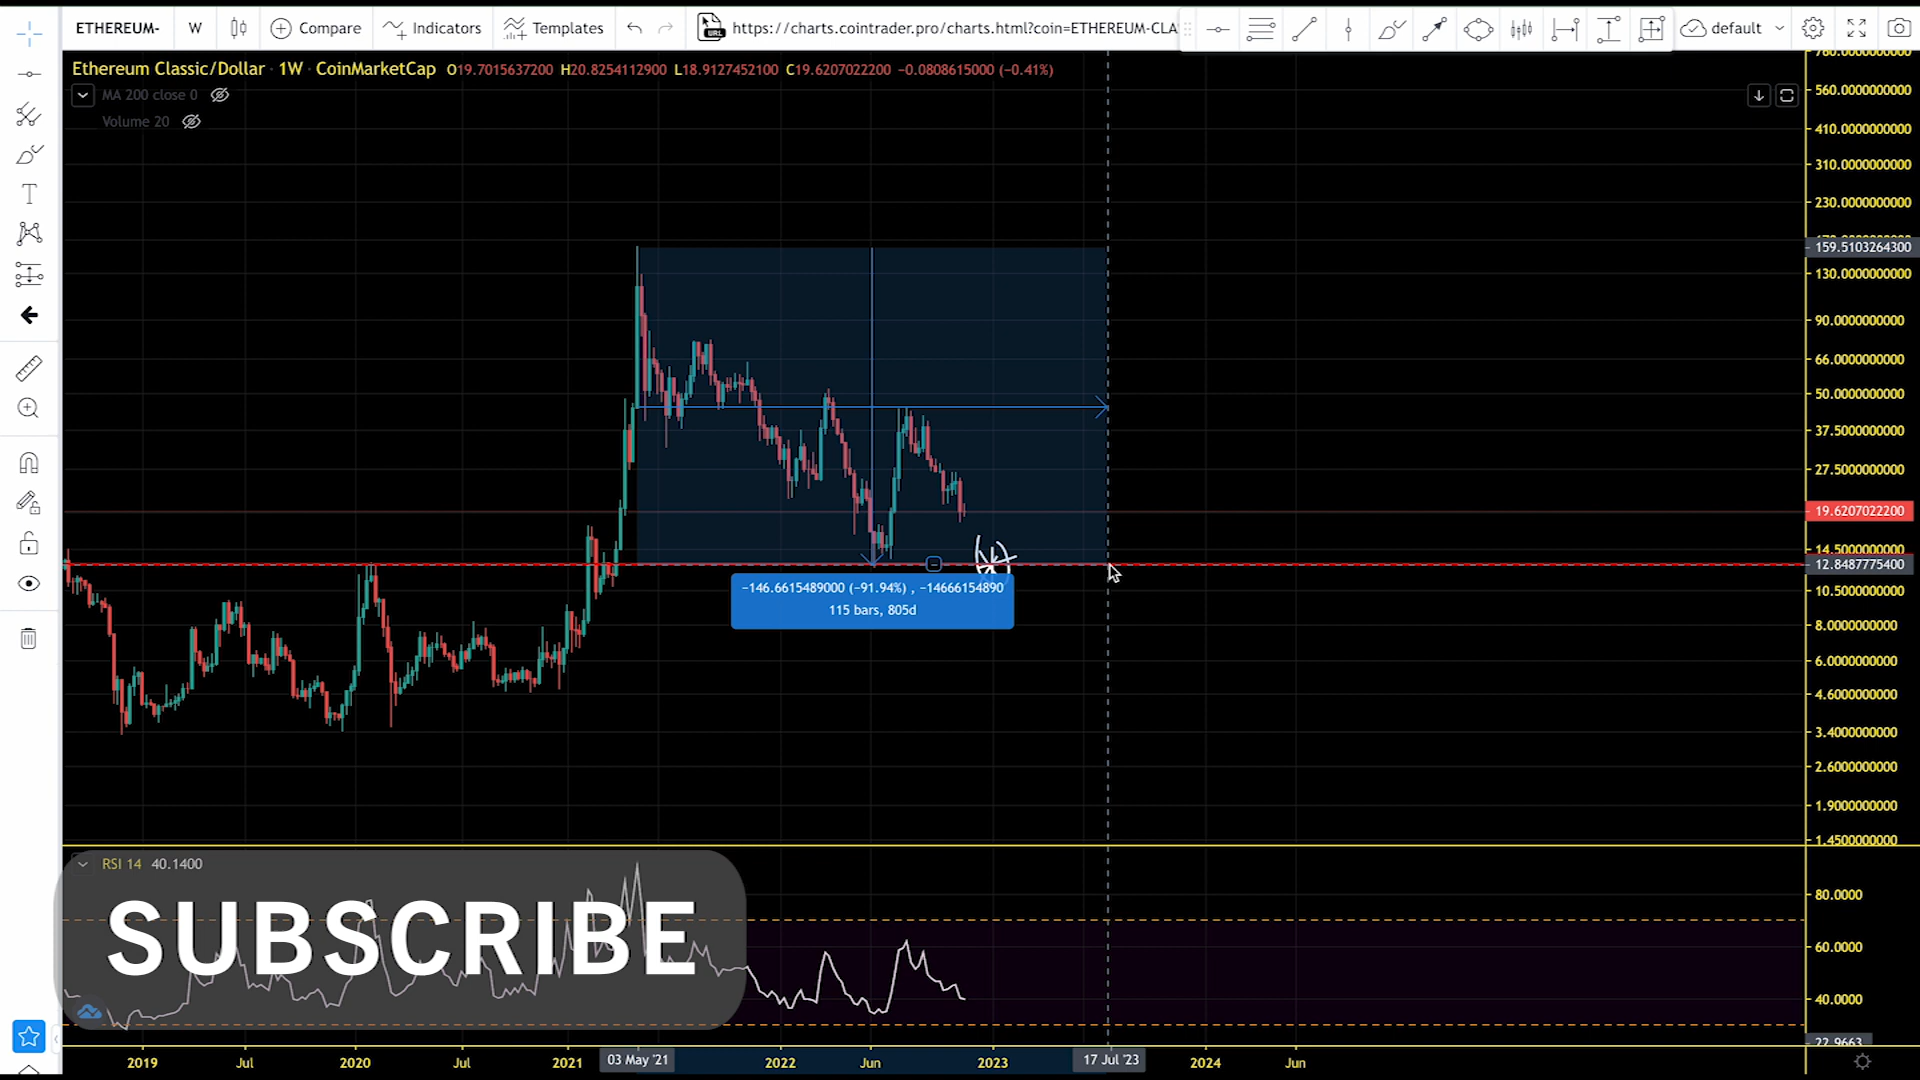 ETHEREUM- W Compare Indicators Templates https://charts.cointrader.pro/charts.html?coin=ETHEREUM-CLA default
Ethereum Classic/Dollar · 1W · CoinMarketCap O19.7015637200 H20.8254112900 L18.9127452100 C19.6207022200 −0.0808615000 (−0.41%)
MA 200 close 0
Volume 20
560.0000000000
410.0000000000
310.0000000000
230.0000000000
159.5103264300
130.0000000000
90.0000000000
66.0000000000
50.0000000000
37.5000000000
27.5000000000
19.6207022200
14.5000000000
12.8487775400
10.5000000000
8.0000000000
6.0000000000
4.6000000000
3.4000000000
2.6000000000
1.9000000000
1.4500000000
−146.6615489000 (−91.94%) , −14666154890
115 bars, 805d
RSI 14 40.1400
SUBSCRIBE
80.0000
60.0000
40.0000
22.9663
2019 Jul 2020 Jul 2021 03 May '21 2022 Jun 2023 17 Jul '23 2024 Jun